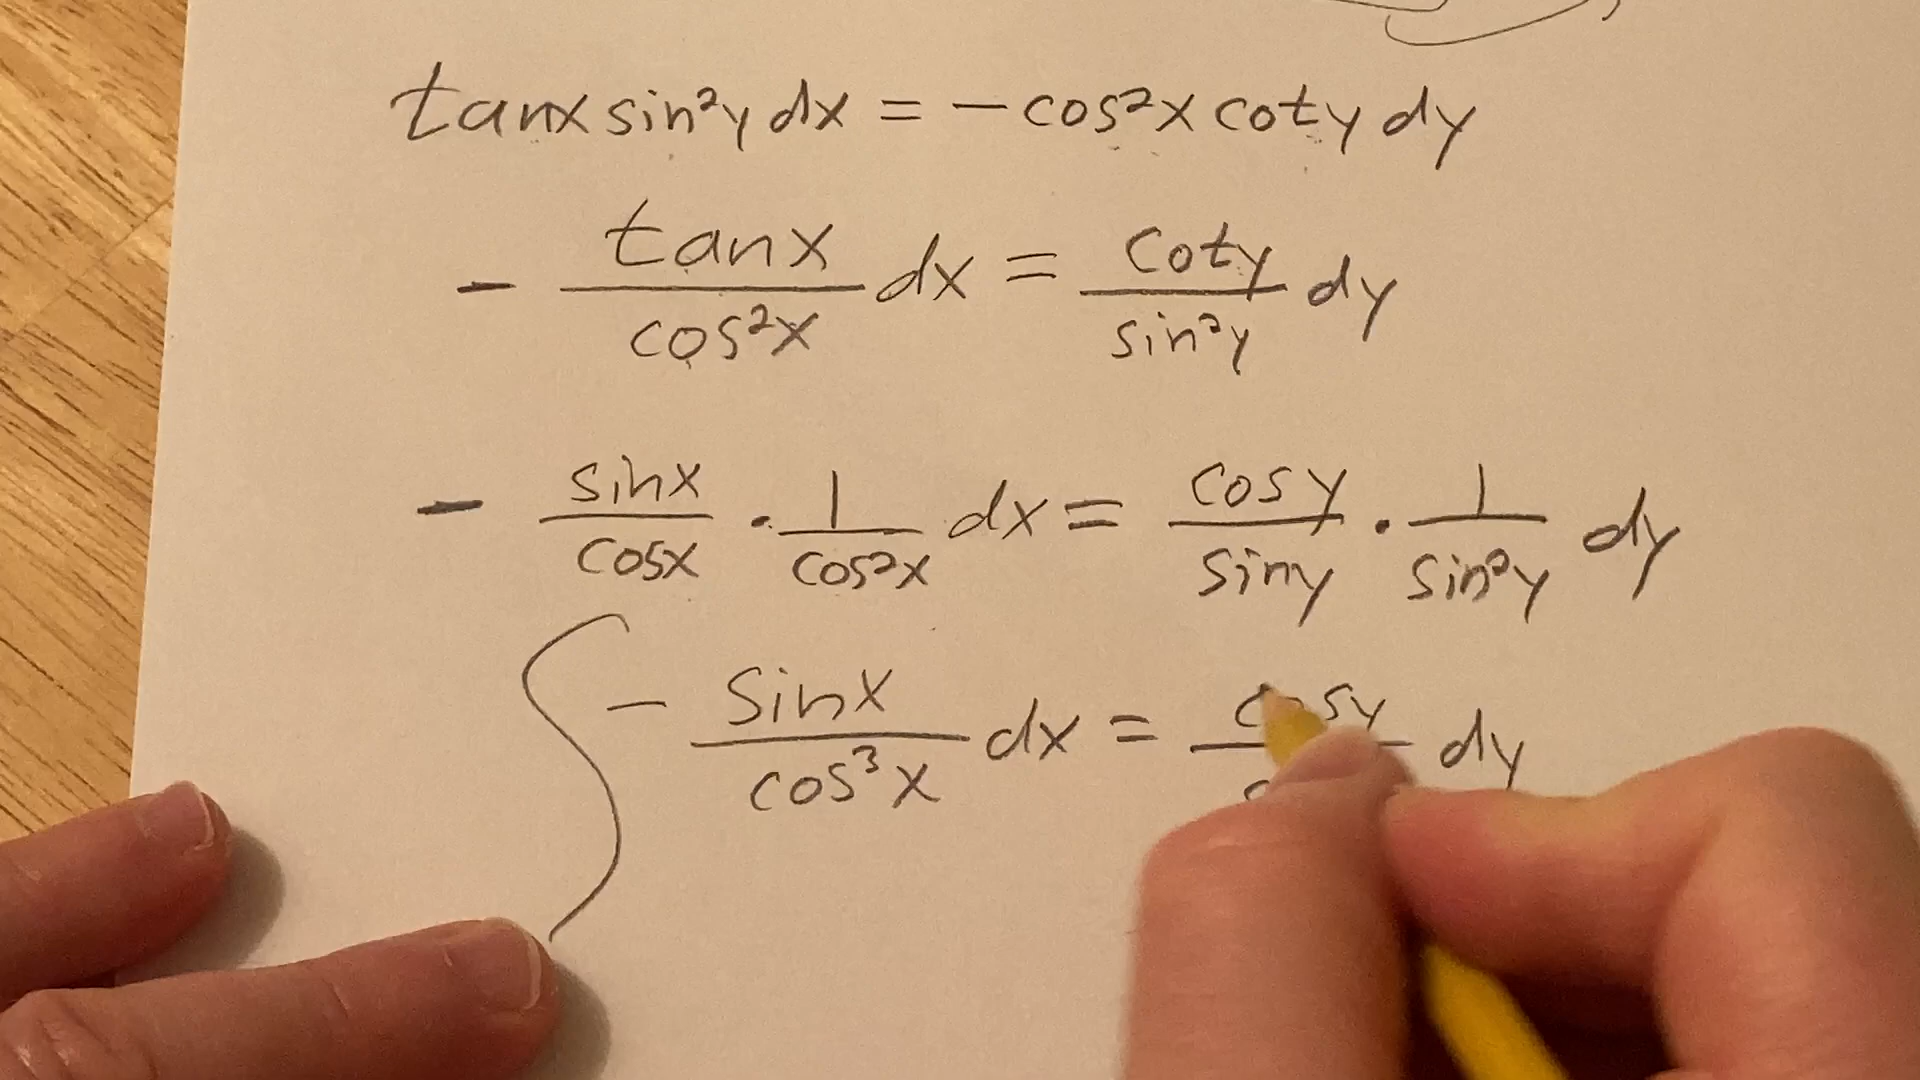 tanx sin²y dx = - cos²x coty dy
- tanx/cos²x dx = coty/sin²y dy
- sinx/cosx · 1/cos²x dx = cosy/siny · 1/sin²y dy
- sinx/cos³x dx = cosy/ dy